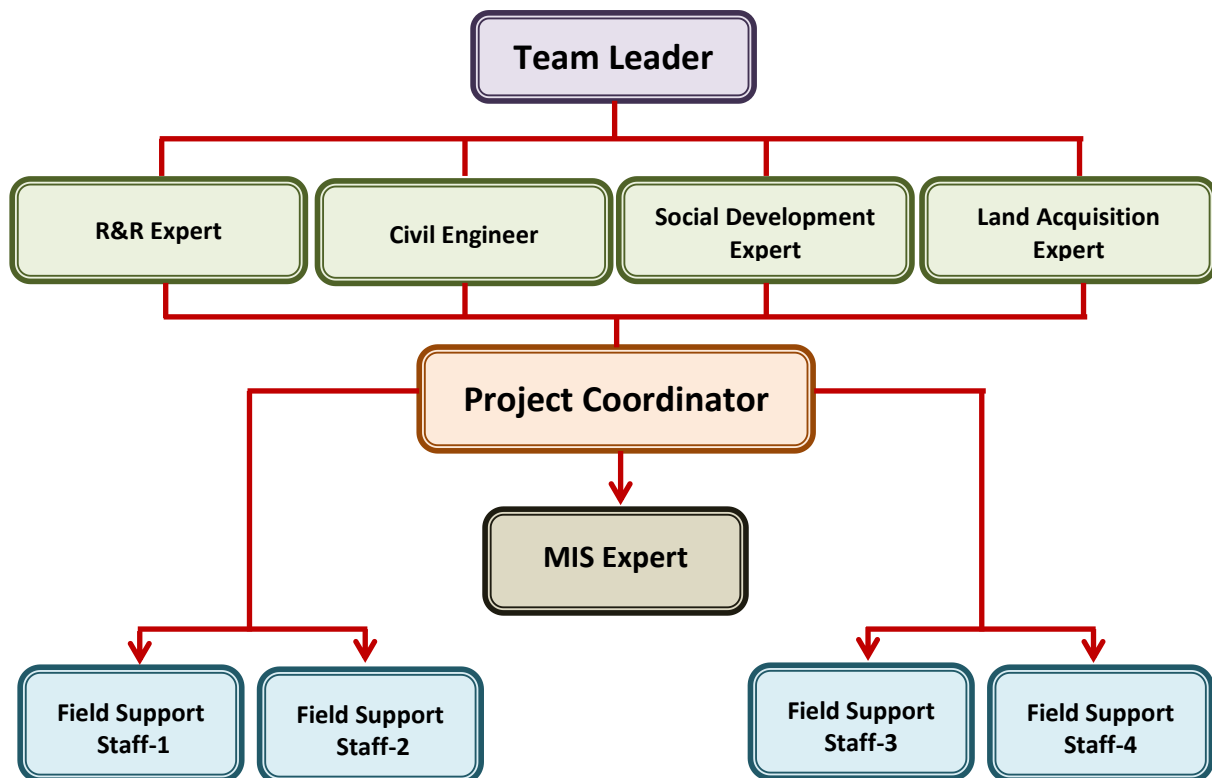 Team Leader
R&R Expert
Civil Engineer
Social Development
Expert
Land Acquisition
Expert
Project Coordinator
MIS Expert
Field Support
Staff-1
Field Support
Staff-2
Field Support
Staff-3
Field Support
Staff-4